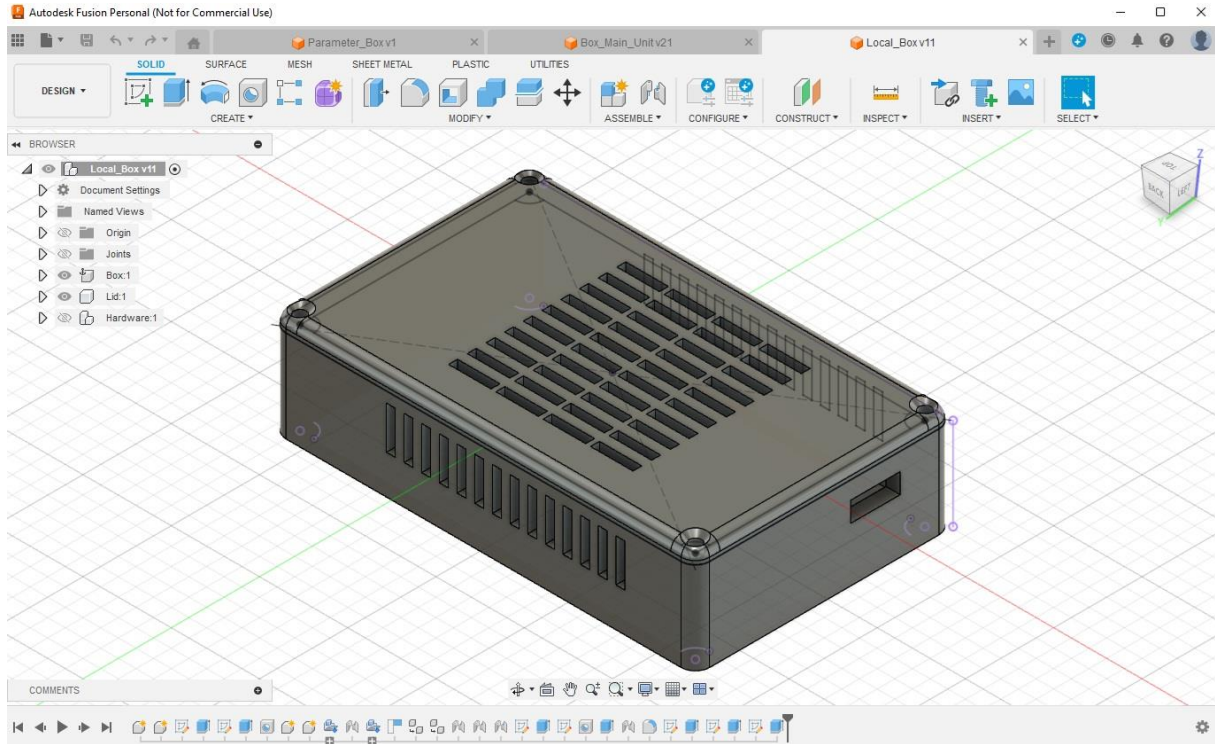 Autodesk Fusion Personal (Not for Commercial Use)
Parameter_Box v1
Box_Main_Unit v21
Local_Box v11
SOLID SURFACE MESH SHEET METAL PLASTIC UTILITIES
DESIGN
CREATE MODIFY ASSEMBLE CONFIGURE CONSTRUCT INSPECT INSERT SELECT
BROWSER
Local_Box v11
Document Settings
Named Views
Origin
Joints
Box:1
Lid:1
Hardware:1
Z
TOP
BACK LEFT
Y
COMMENTS